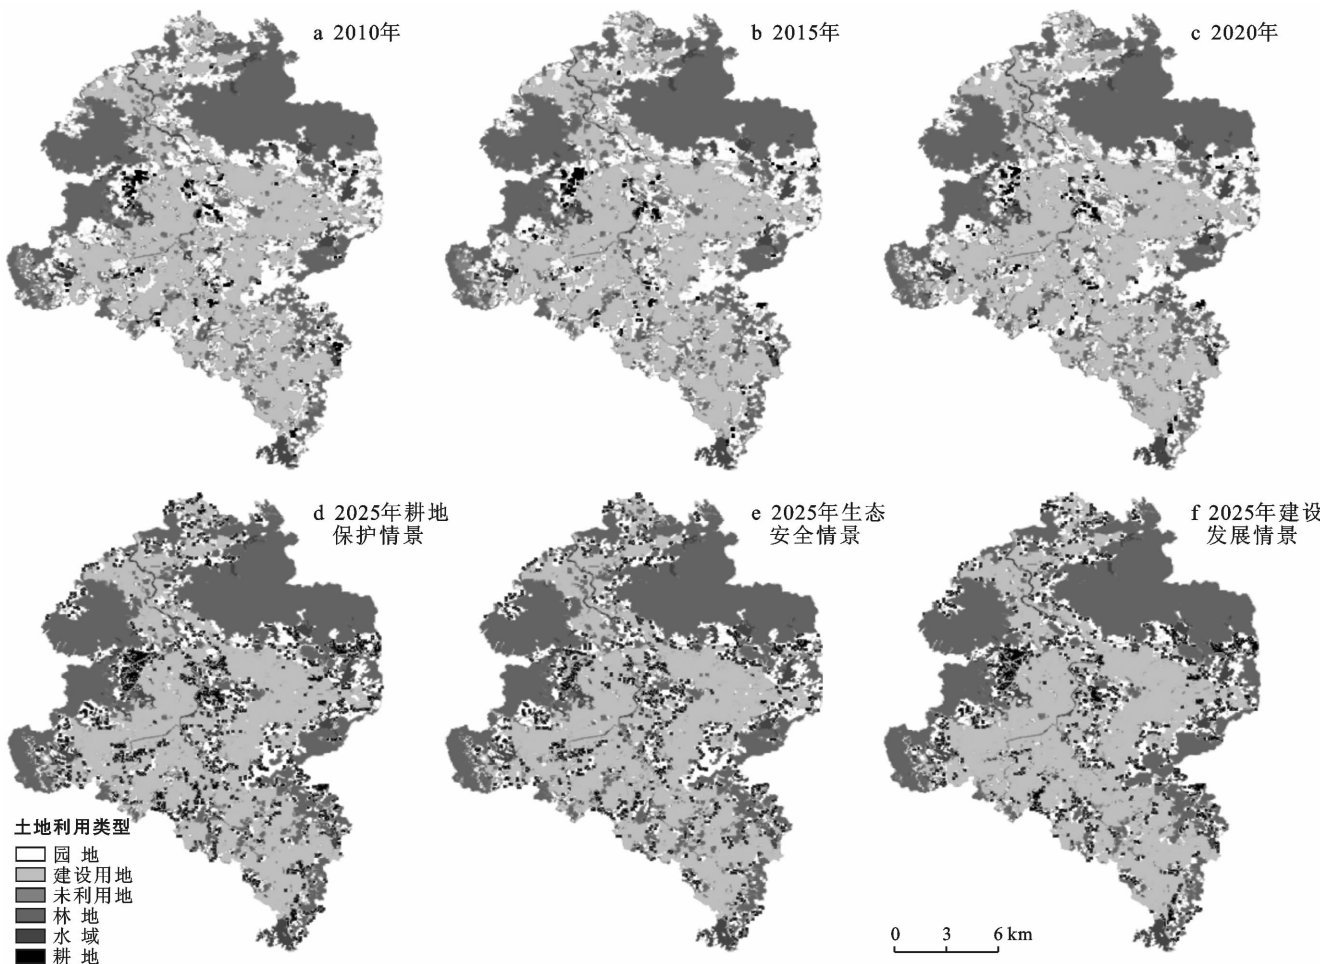 a 2010年
b 2015年
c 2020年
d 2025年耕地
保护情景
e 2025年生态
安全情景
f 2025年建设
发展情景
土地利用类型
园 地
建设用地
未利用地
林 地
水 域
耕 地
0 3 6 km